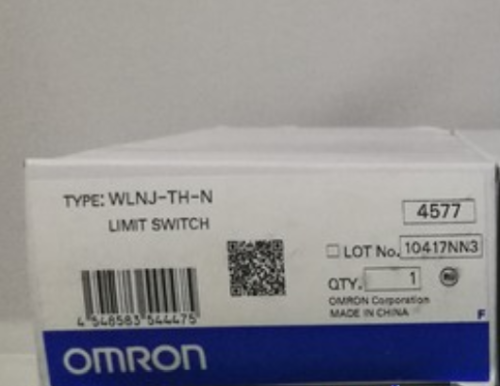 TYPE: WLNJ-TH-N
LIMIT SWITCH
4577
LOT No. 10417NN3
QTY. 1
OMRON Corporation
MADE IN CHINA
4 548583 544475
F
OMRON